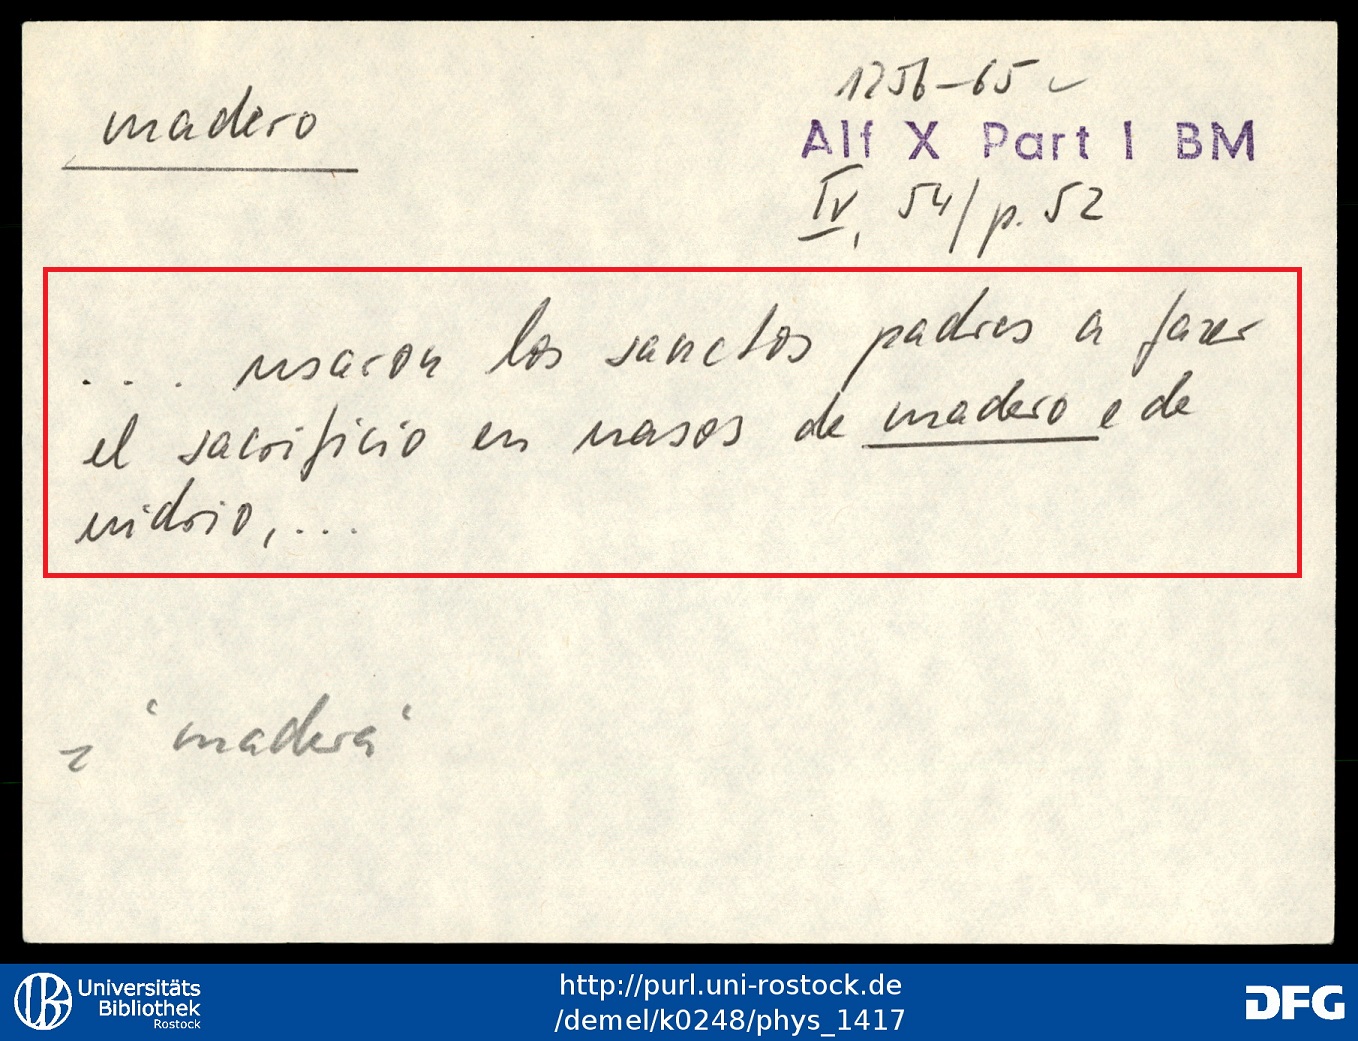 madero
1256-65
Alf X Part I BM
IV, 54/p. 52
. . . usaron los sanctos padres a fazer
el sacrificio en uasos de madero e de
uidrio, . . .
= 'madera'
Universitäts
Bibliothek
Rostock
http://purl.uni-rostock.de
/demel/k0248/phys_1417
DFG